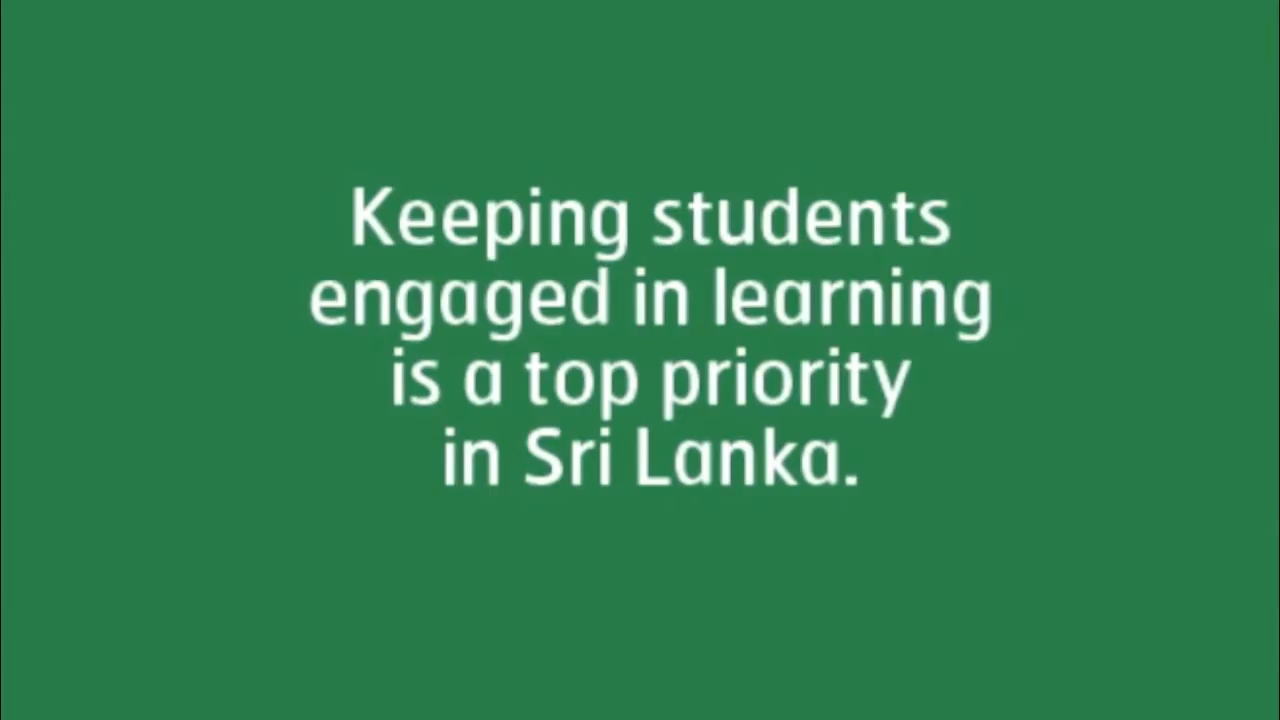 Keeping students
engaged in learning
is a top priority
in Sri Lanka.